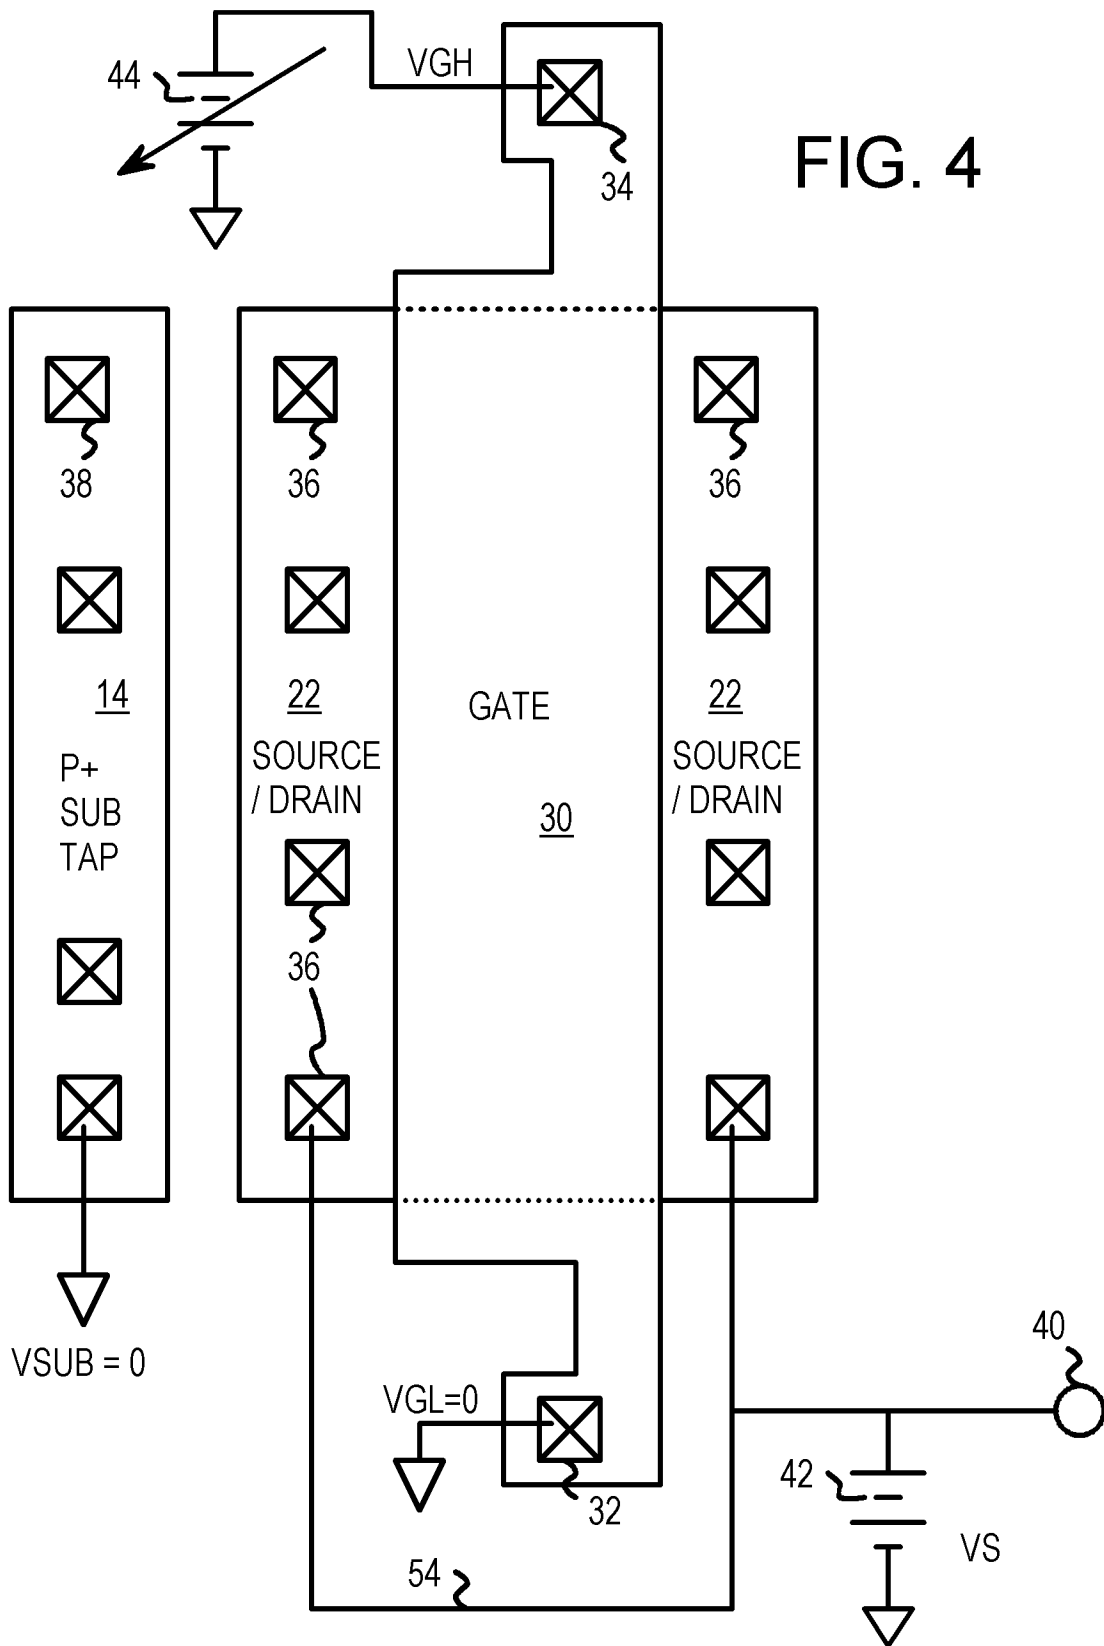 44
VGH
34
FIG. 4
38
36
36
14
P+
SUB
TAP
22
SOURCE
/ DRAIN
GATE
30
22
SOURCE
/ DRAIN
36
VSUB = 0
VGL=0
32
40
42
VS
54